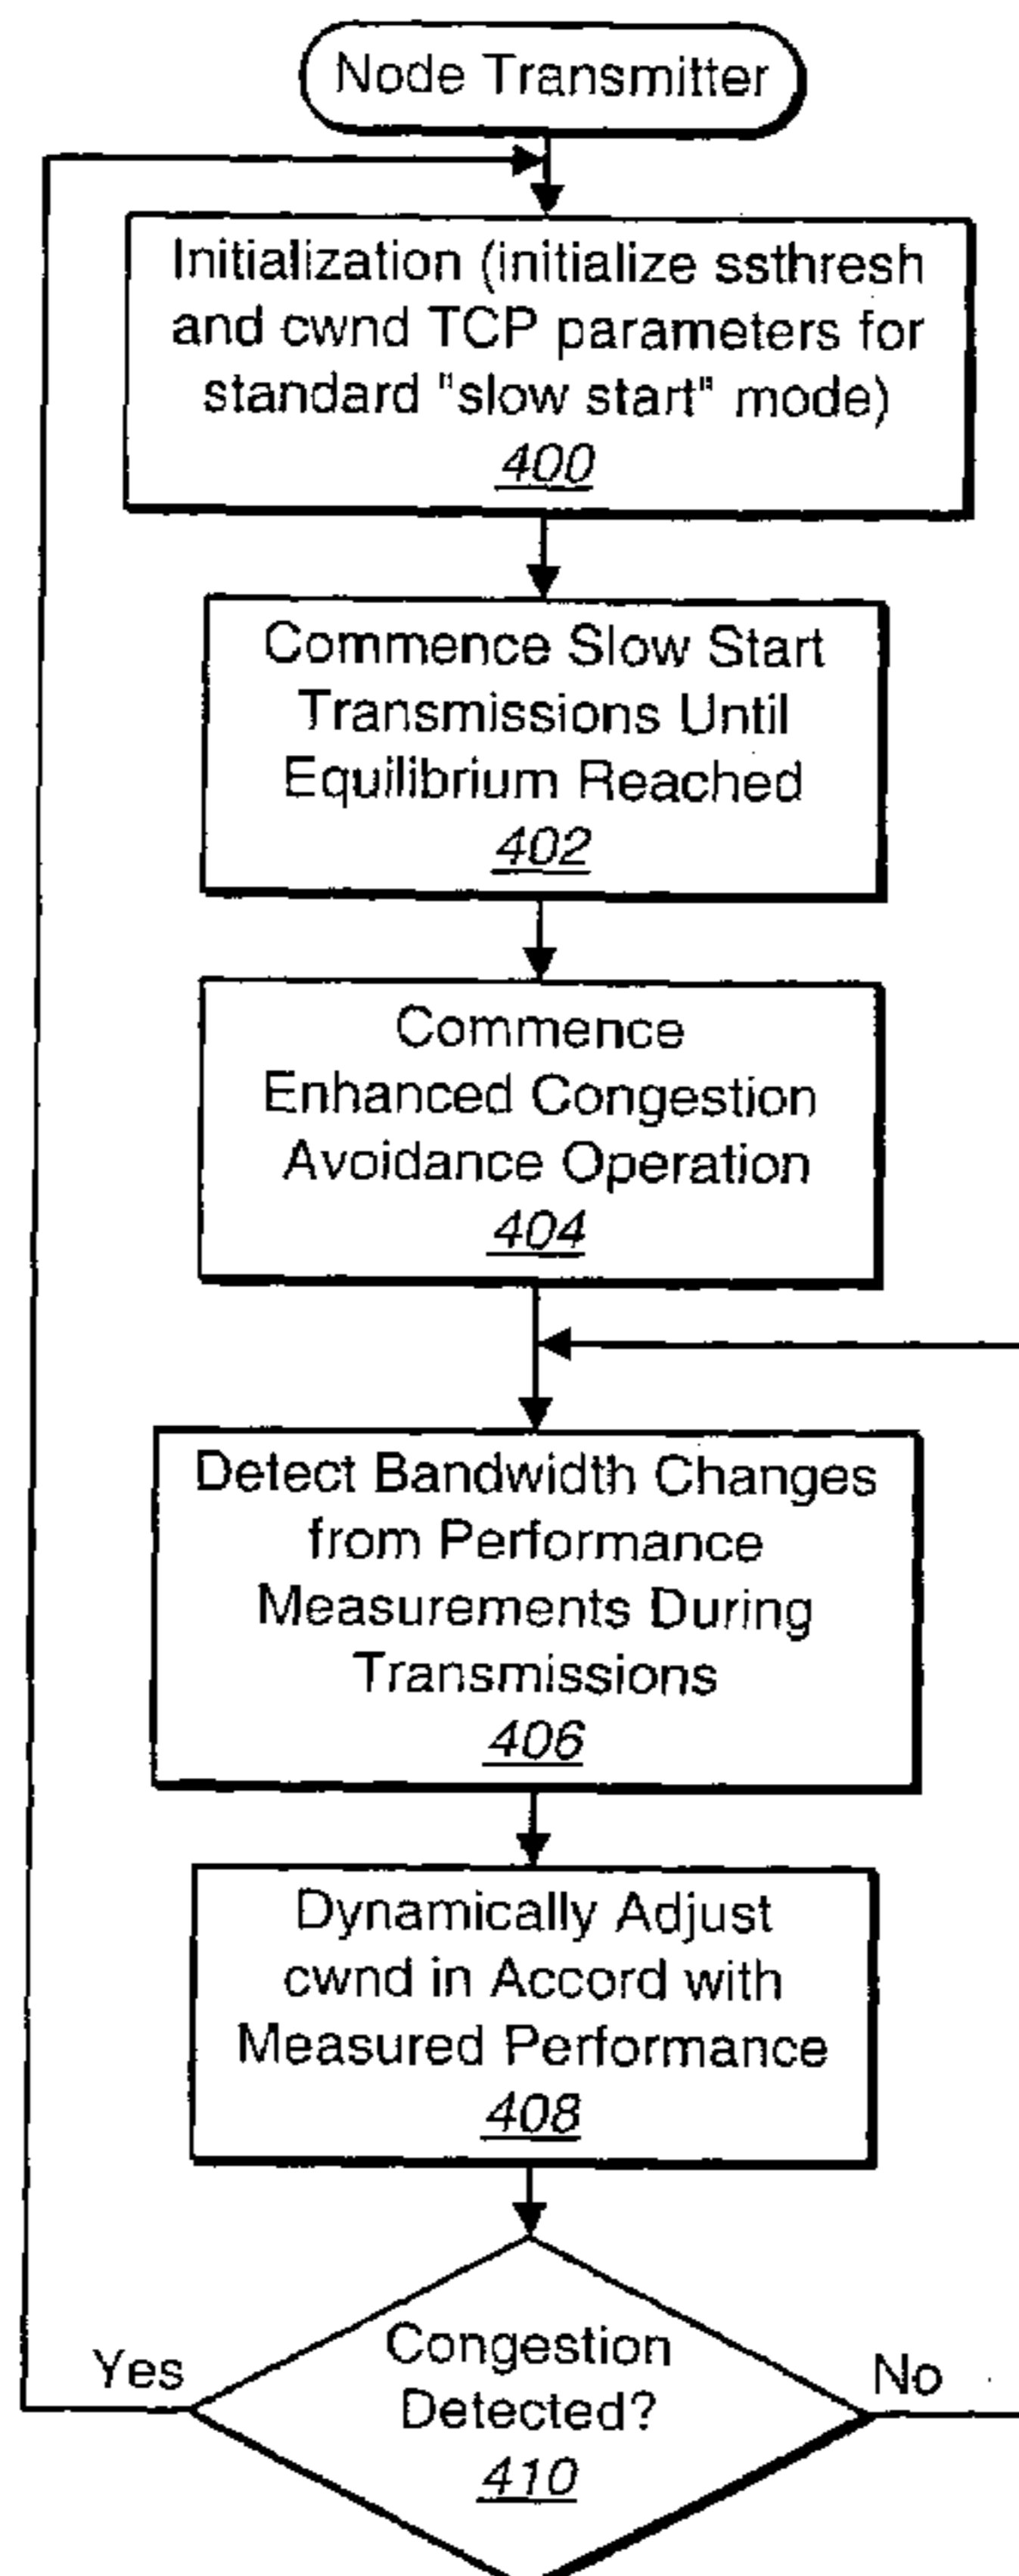 Node Transmitter
Initialization (initialize ssthresh
and cwnd TCP parameters for
standard "slow start" mode)
400
Commence Slow Start
Transmissions Until
Equilibrium Reached
402
Commence
Enhanced Congestion
Avoidance Operation
404
Detect Bandwidth Changes
from Performance
Measurements During
Transmissions
406
Dynamically Adjust
cwnd in Accord with
Measured Performance
408
Yes
Congestion
Detected?
410
No